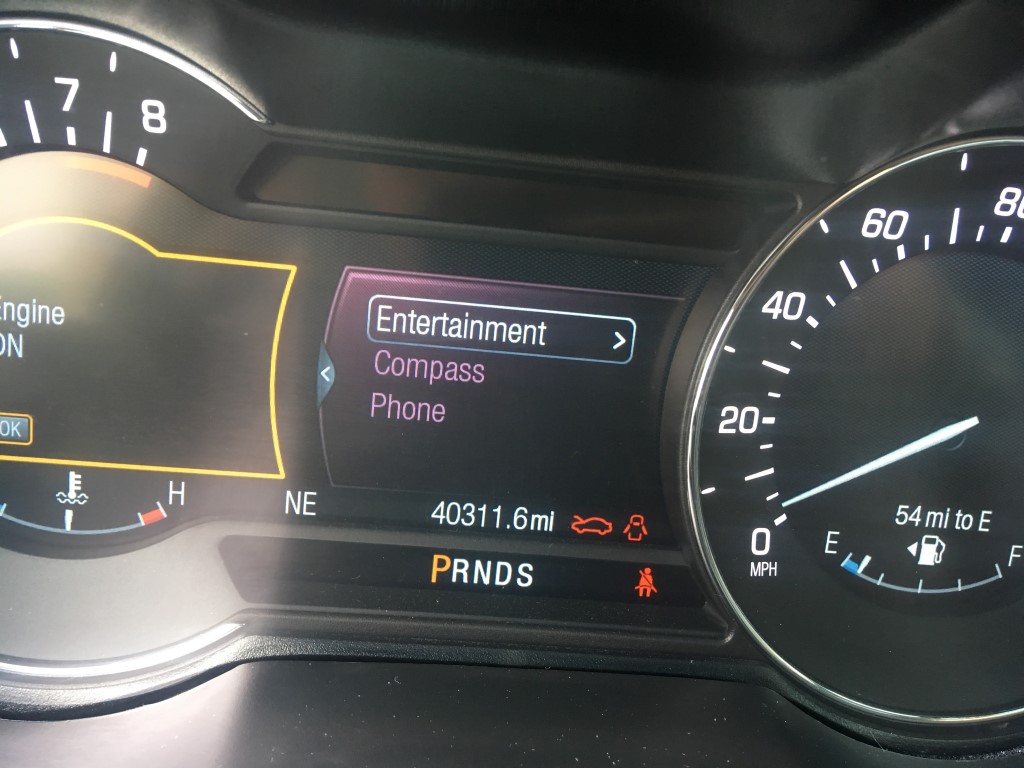 7
8
Engine
ON
OK
H
NE
Entertainment >
<
Compass
Phone
40311.6mi
PRNDS
80
60
40
20
0
MPH
54 mi to E
E
F